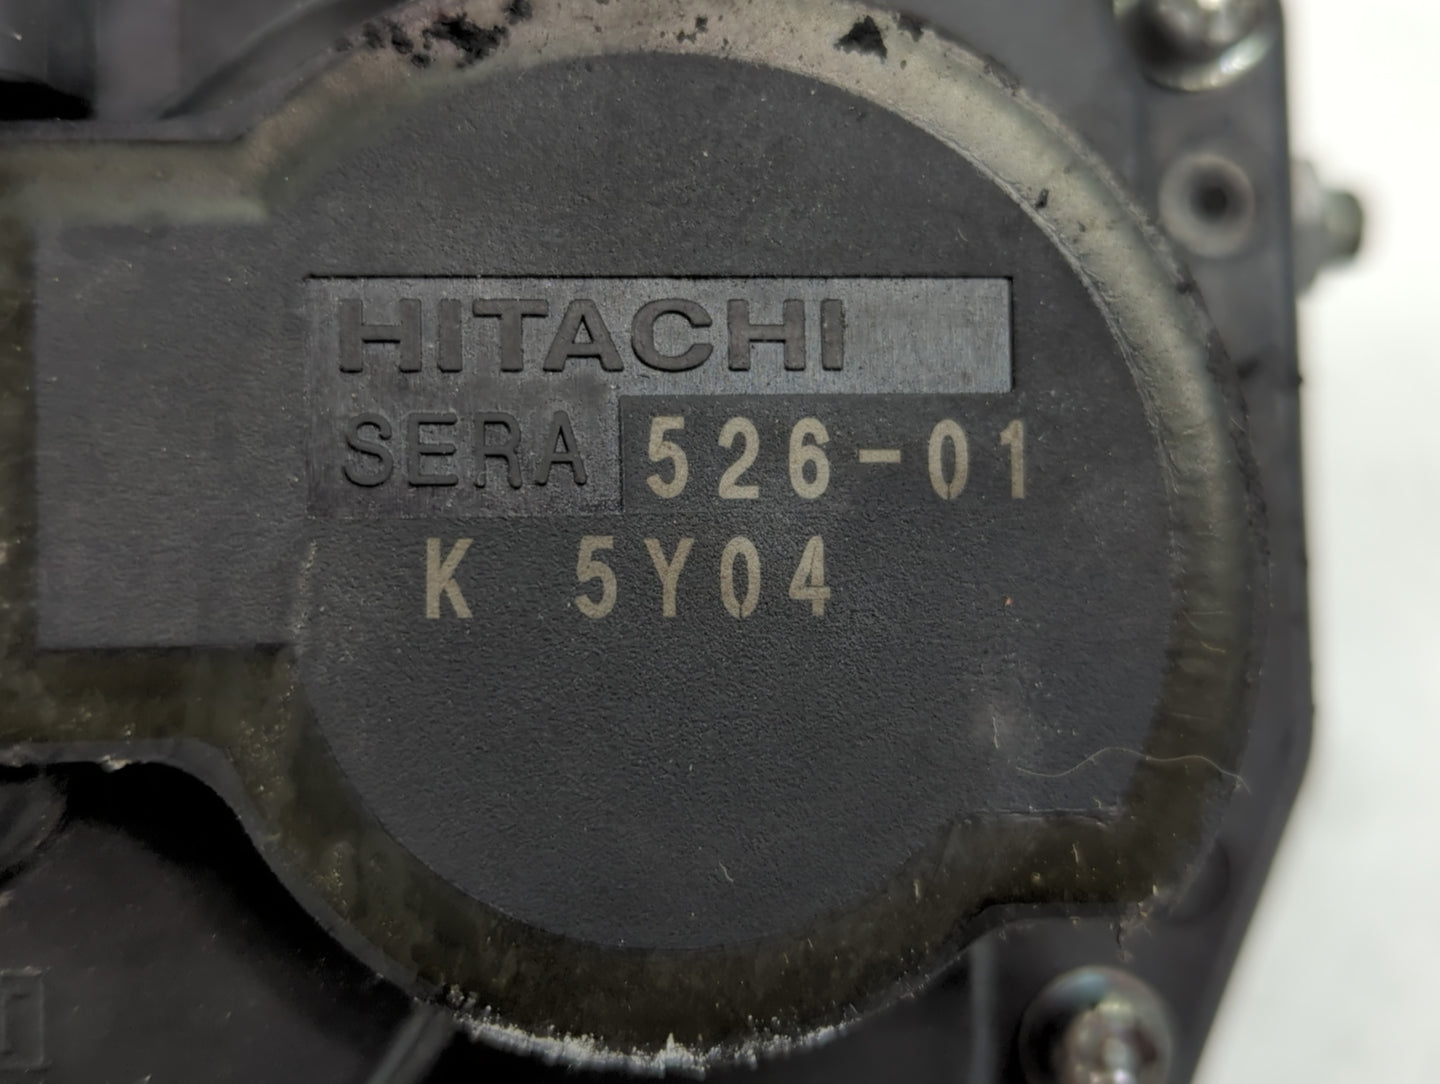 HITACHI
SERA 526-01
K 5Y04